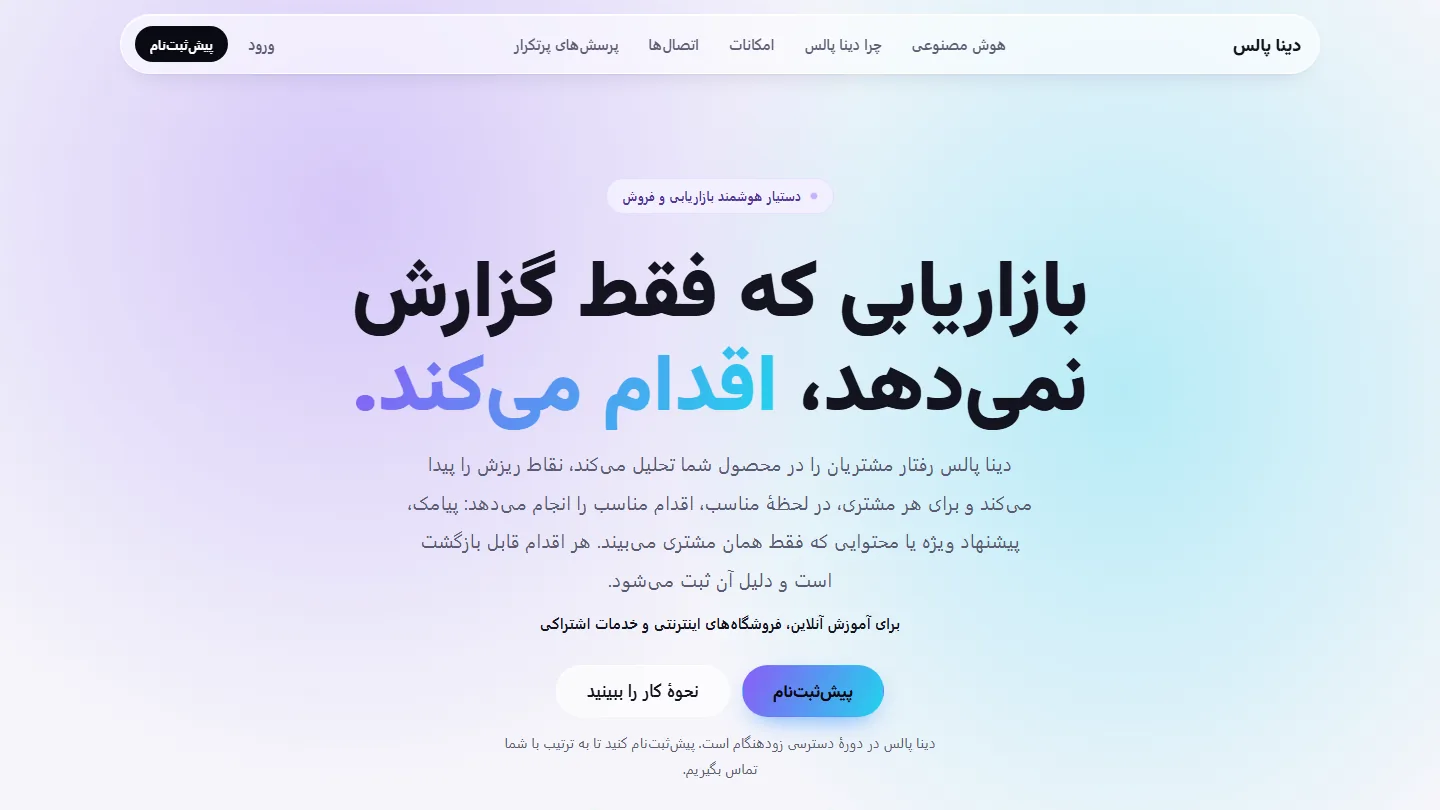 دینا پالس
هوش مصنوعی
چرا دینا پالس
امکانات
اتصال‌ها
پرسش‌های پرتکرار
ورود
پیش‌ثبت‌نام
دستیار هوشمند بازاریابی و فروش
بازاریابی که فقط گزارش
نمی‌دهد، اقدام می‌کند.
دینا پالس رفتار مشتریان را در محصول شما تحلیل می‌کند، نقاط ریزش را پیدا
می‌کند و برای هر مشتری، در لحظهٔ مناسب، اقدام مناسب را انجام می‌دهد: پیامک،
پیشنهاد ویژه یا محتوایی که فقط همان مشتری می‌بیند. هر اقدام قابل بازگشت
است و دلیل آن ثبت می‌شود.
برای آموزش آنلاین، فروشگاه‌های اینترنتی و خدمات اشتراکی
پیش‌ثبت‌نام
نحوهٔ کار را ببینید
دینا پالس در دورهٔ دسترسی زودهنگام است. پیش‌ثبت‌نام کنید تا به ترتیب با شما
تماس بگیریم.